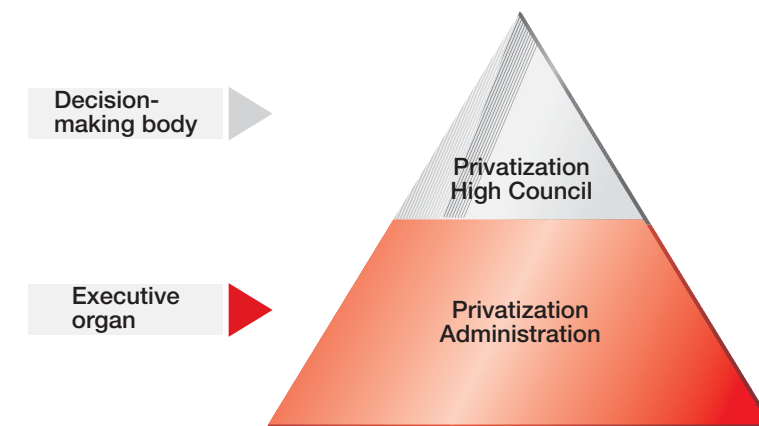 Decision-
making body
Privatization
High Council
Executive
organ
Privatization
Administration